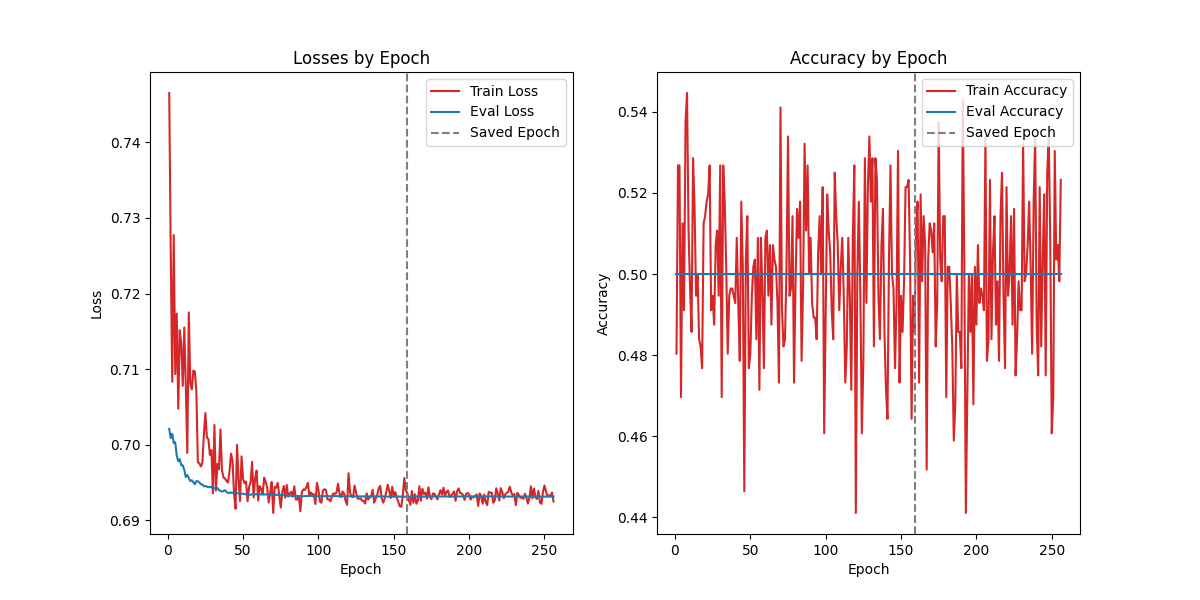 Losses by Epoch
Train Loss
Eval Loss
Saved Epoch
0.74
0.73
0.72
0.71
0.70
0.69
Loss
0 50 100 150 200 250
Epoch
Accuracy by Epoch
Train Accuracy
Eval Accuracy
Saved Epoch
0.54
0.52
0.50
0.48
0.46
0.44
Accuracy
0 50 100 150 200 250
Epoch